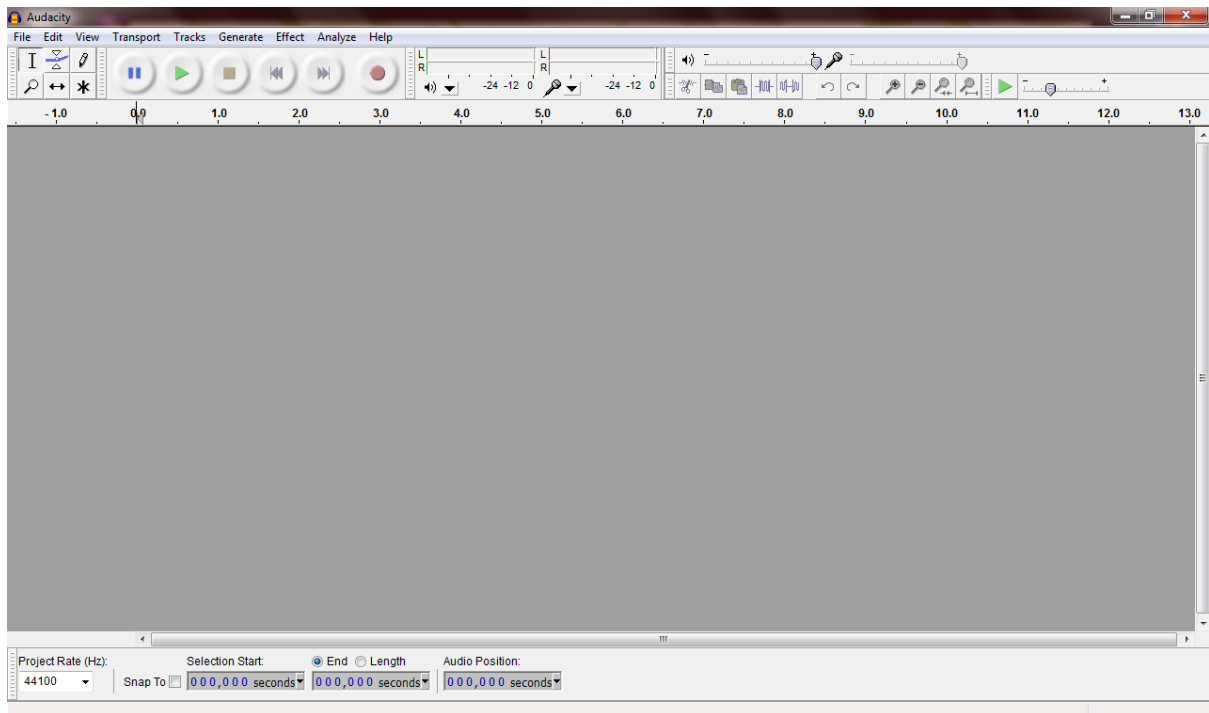 Audacity
File Edit View Transport Tracks Generate Effect Analyze Help
L L
R R
-24 -12 0 -24 -12 0
- 1.0 0.0 1.0 2.0 3.0 4.0 5.0 6.0 7.0 8.0 9.0 10.0 11.0 12.0 13.0
Project Rate (Hz): Selection Start: End Length Audio Position:
44100 Snap To 000,000 seconds 000,000 seconds 000,000 seconds